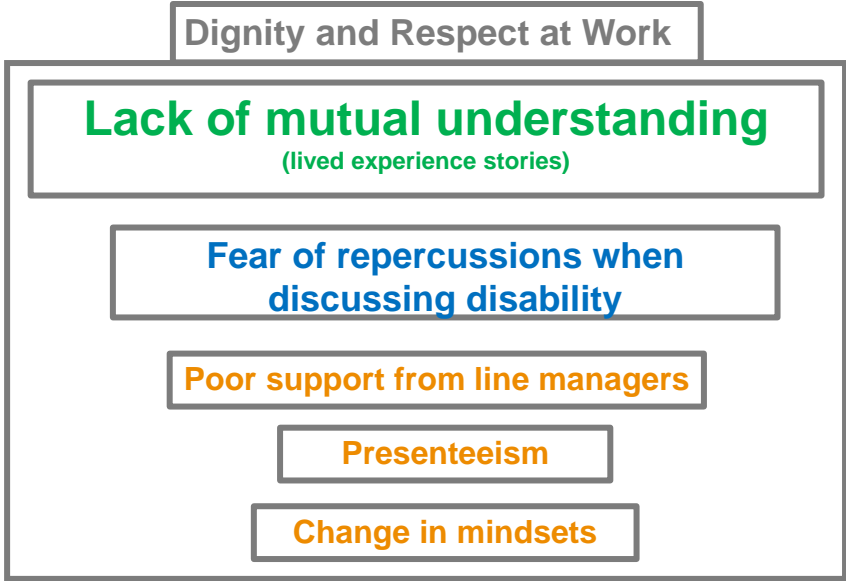 Dignity and Respect at Work
Lack of mutual understanding
(lived experience stories)
Fear of repercussions when
discussing disability
Poor support from line managers
Presenteeism
Change in mindsets